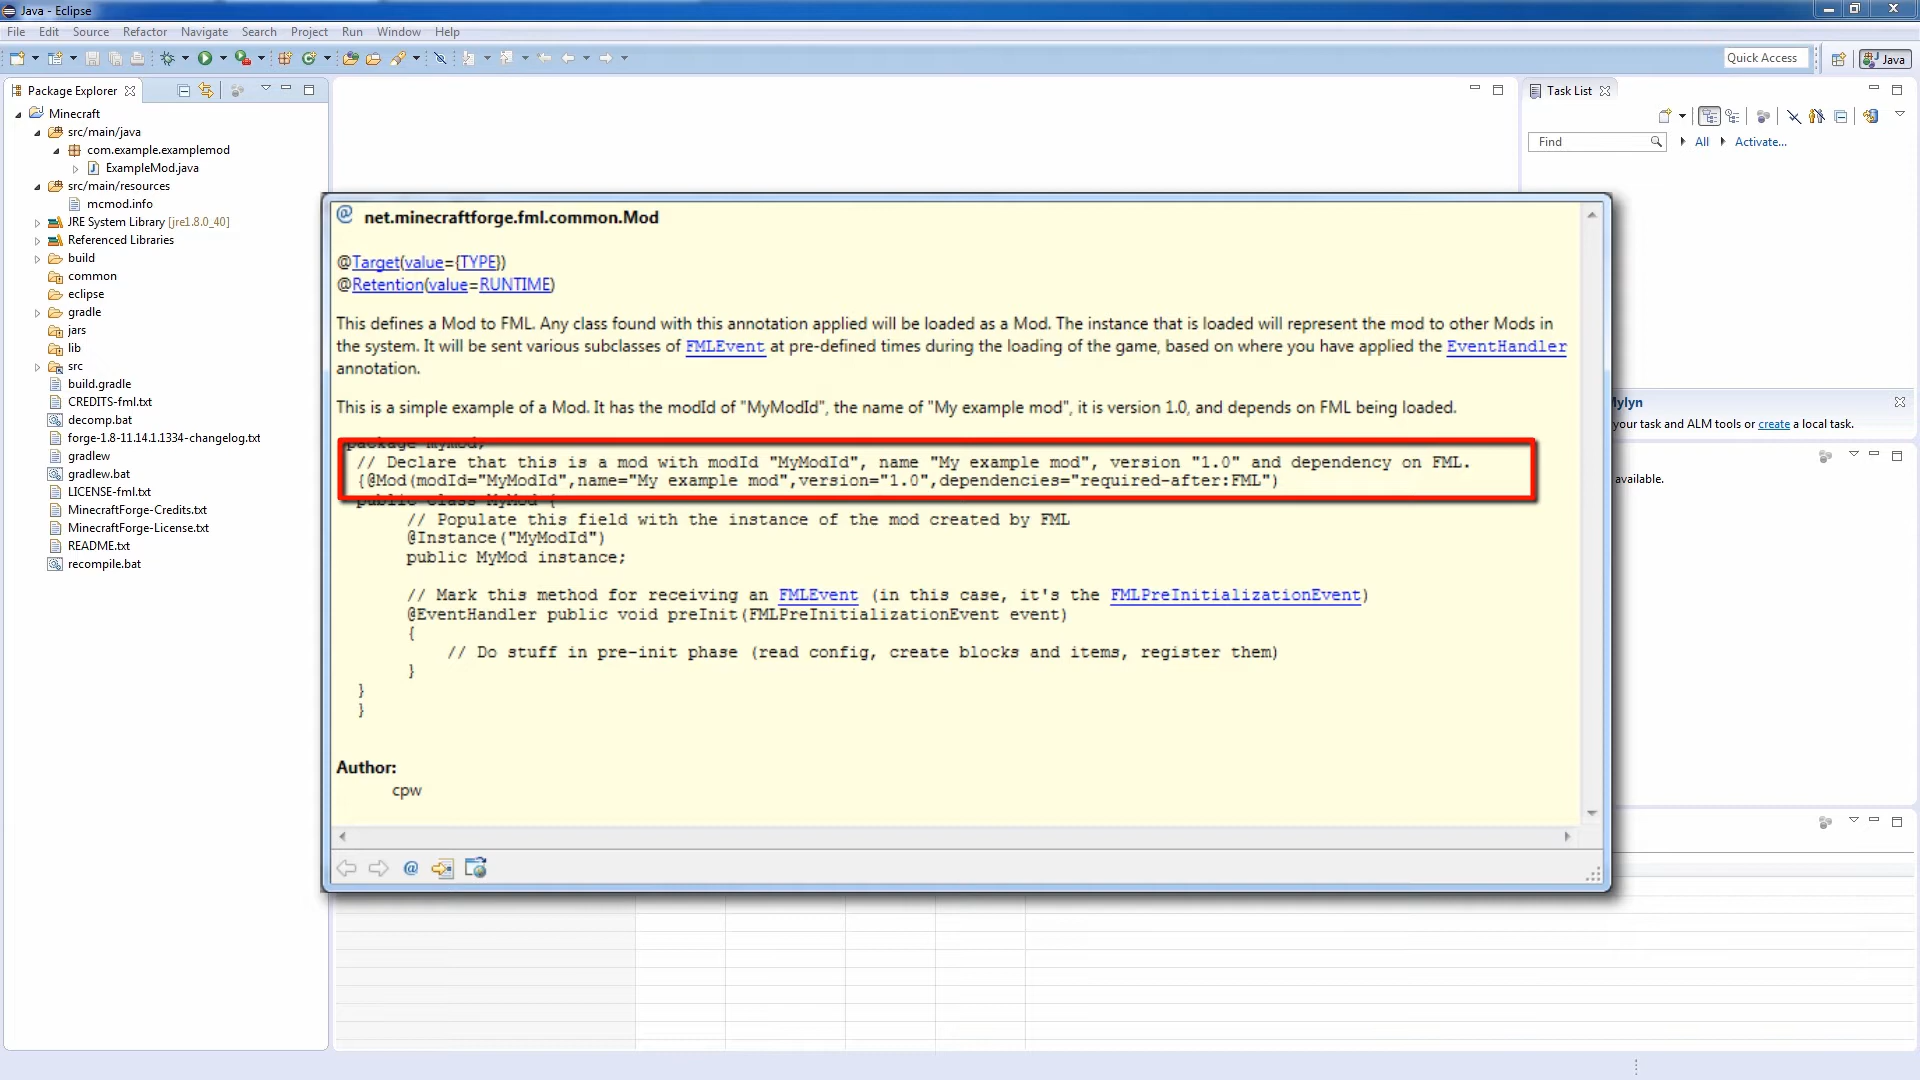 Java - Eclipse
File Edit Source Refactor Navigate Search Project Run Window Help
Quick Access
Java
Package Explorer
Minecraft
src/main/java
com.example.examplemod
ExampleMod.java
src/main/resources
mcmod.info
JRE System Library [jre1.8.0_40]
Referenced Libraries
build
common
eclipse
gradle
jars
lib
src
build.gradle
CREDITS-fml.txt
decomp.bat
forge-1.8-11.14.1.1334-changelog.txt
gradlew
gradlew.bat
LICENSE-fml.txt
MinecraftForge-Credits.txt
MinecraftForge-License.txt
README.txt
recompile.bat
@ net.minecraftforge.fml.common.Mod
@Target(value={TYPE})
@Retention(value=RUNTIME)
This defines a Mod to FML. Any class found with this annotation applied will be loaded as a Mod. The instance that is loaded will represent the mod to other Mods in
the system. It will be sent various subclasses of FMLEvent at pre-defined times during the loading of the game, based on where you have applied the EventHandler
annotation.
This is a simple example of a Mod. It has the modId of "MyModId", the name of "My example mod", it is version 1.0, and depends on FML being loaded.
package mymod;
// Declare that this is a mod with modId "MyModId", name "My example mod", version "1.0" and dependency on FML.
{@Mod(modId="MyModId",name="My example mod",version="1.0",dependencies="required-after:FML")
public class MyMod {
// Populate this field with the instance of the mod created by FML
@Instance("MyModId")
public MyMod instance;
// Mark this method for receiving an FMLEvent (in this case, it's the FMLPreInitializationEvent)
@EventHandler public void preInit(FMLPreInitializationEvent event)
{
// Do stuff in pre-init phase (read config, create blocks and items, register them)
}
}
}
Author:
cpw
@
Task List
Find
All
Activate...
Mylyn
your task and ALM tools or create a local task.
available.